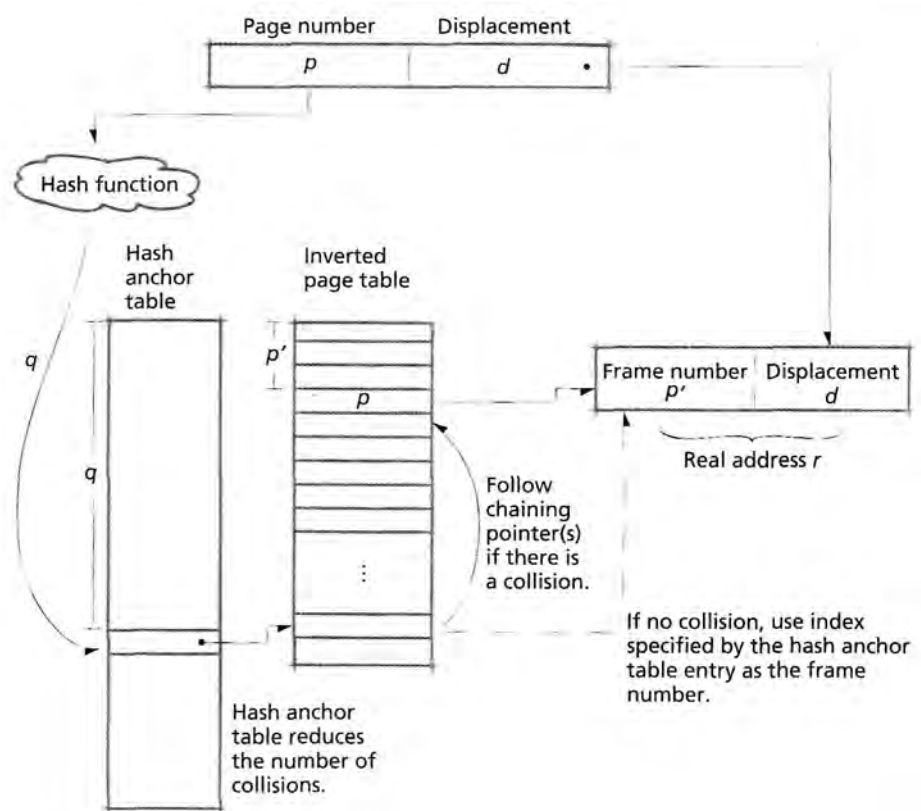 Page number
Displacement
p
d
Hash function
Hash
anchor
table
Inverted
page table
q
q
p'
p
Frame number
p'
Displacement
d
Real address r
Follow
chaining
pointer(s)
if there is
a collision.
⋮
If no collision, use index
specified by the hash anchor
table entry as the frame
number.
Hash anchor
table reduces
the number of
collisions.